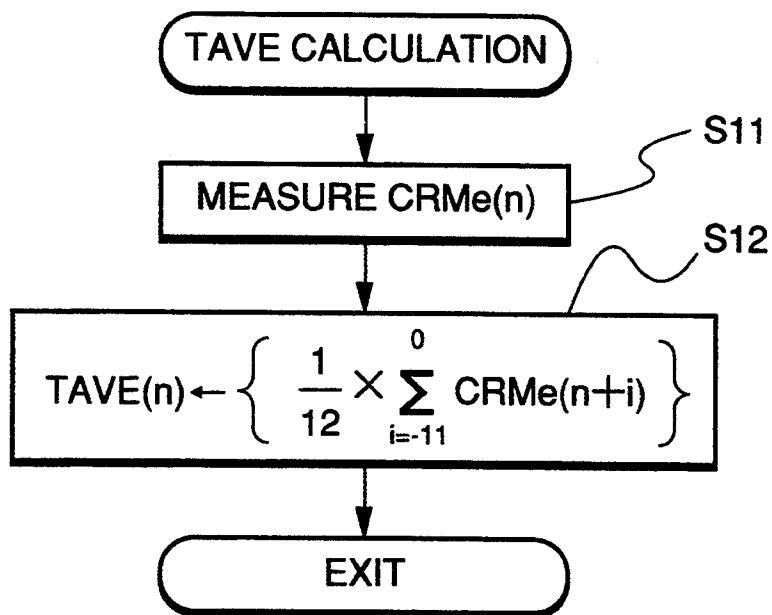 TAVE CALCULATION
S11
MEASURE CRMe(n)
S12
TAVE(n)←{ 1/12 × Σ_{i=-11}^{0} CRMe(n+i) }
EXIT